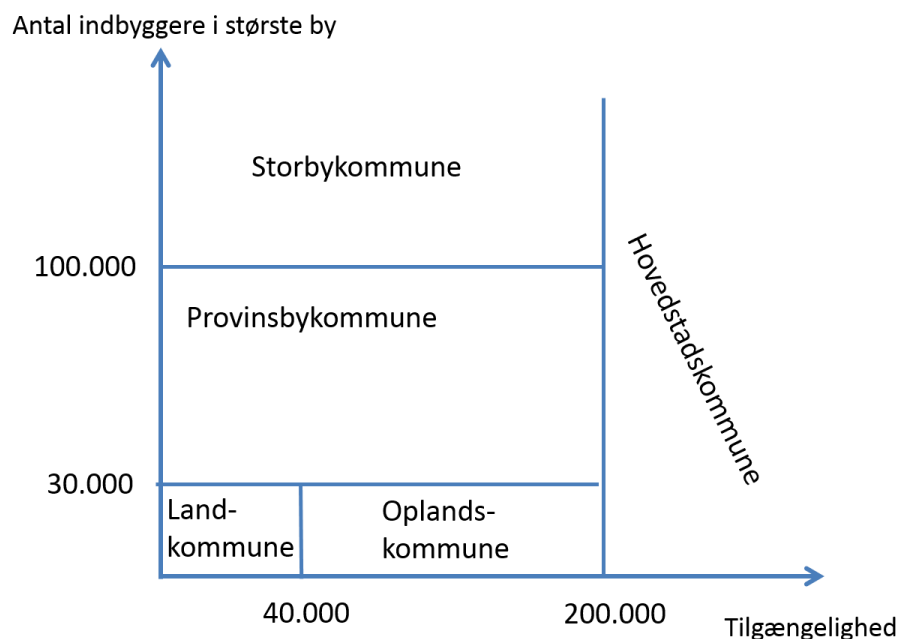 Antal indbyggere i største by
Storbykommune
100.000
Hovedstadskommune
Provinsbykommune
30.000
Land-
kommune
Oplands-
kommune
40.000
200.000
Tilgængelighed